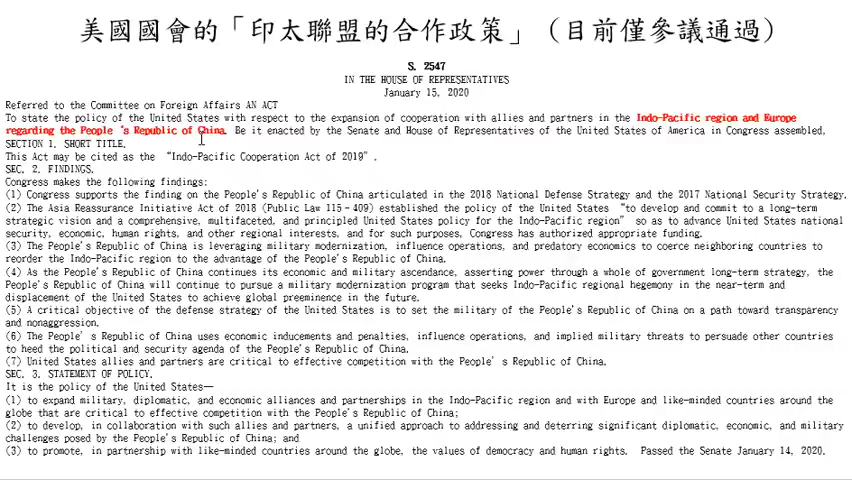 美國國會的「印太聯盟的合作政策」（目前僅參議通過）
S. 2547
IN THE HOUSE OF REPRESENTATIVES
January 15, 2020
Referred to the Committee on Foreign Affairs AN ACT
To state the policy of the United States with respect to the expansion of cooperation with allies and partners in the Indo-Pacific region and Europe
regarding the People 's Republic of China. Be it enacted by the Senate and House of Representatives of the United States of America in Congress assembled,
SECTION 1. SHORT TITLE.
This Act may be cited as the “Indo-Pacific Cooperation Act of 2019”.
SEC. 2. FINDINGS.
Congress makes the following findings:
(1) Congress supports the finding on the People's Republic of China articulated in the 2018 National Defense Strategy and the 2017 National Security Strategy.
(2) The Asia Reassurance Initiative Act of 2018 (Public Law 115–409) established the policy of the United States “to develop and commit to a long-term
strategic vision and a comprehensive, multifaceted, and principled United States policy for the Indo-Pacific region” so as to advance United States national
security, economic, human rights, and other regional interests, and for such purposes, Congress has authorized appropriate funding.
(3) The People's Republic of China is leveraging military modernization, influence operations, and predatory economics to coerce neighboring countries to
reorder the Indo-Pacific region to the advantage of the People's Republic of China.
(4) As the People's Republic of China continues its economic and military ascendance, asserting power through a whole of government long-term strategy, the
People's Republic of China will continue to pursue a military modernization program that seeks Indo-Pacific regional hegemony in the near-term and
displacement of the United States to achieve global preeminence in the future.
(5) A critical objective of the defense strategy of the United States is to set the military of the People's Republic of China on a path toward transparency
and nonaggression.
(6) The People's Republic of China uses economic inducements and penalties, influence operations, and implied military threats to persuade other countries
to heed the political and security agenda of the People's Republic of China.
(7) United States allies and partners are critical to effective competition with the People's Republic of China.
SEC. 3. STATEMENT OF POLICY.
It is the policy of the United States—
(1) to expand military, diplomatic, and economic alliances and partnerships in the Indo-Pacific region and with Europe and like-minded countries around the
globe that are critical to effective competition with the People's Republic of China;
(2) to develop, in collaboration with such allies and partners, a unified approach to addressing and deterring significant diplomatic, economic, and military
challenges posed by the People's Republic of China; and
(3) to promote, in partnership with like-minded countries around the globe, the values of democracy and human rights. Passed the Senate January 14, 2020.